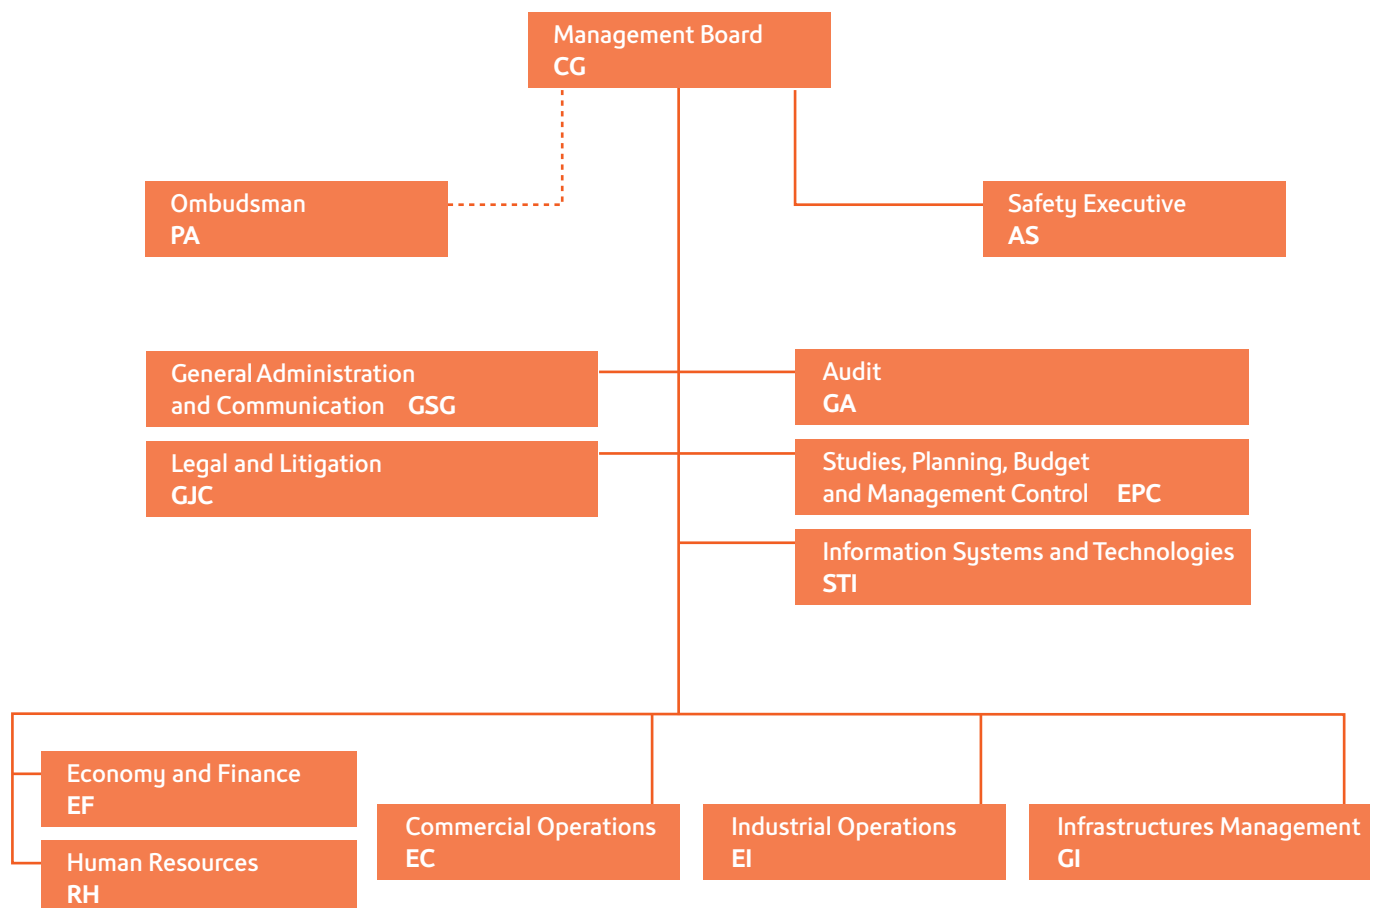 Management Board
CG
Ombudsman
PA
Safety Executive
AS
General Administration
and Communication GSG
Audit
GA
Legal and Litigation
GJC
Studies, Planning, Budget
and Management Control EPC
Information Systems and Technologies
STI
Economy and Finance
EF
Human Resources
RH
Commercial Operations
EC
Industrial Operations
EI
Infrastructures Management
GI